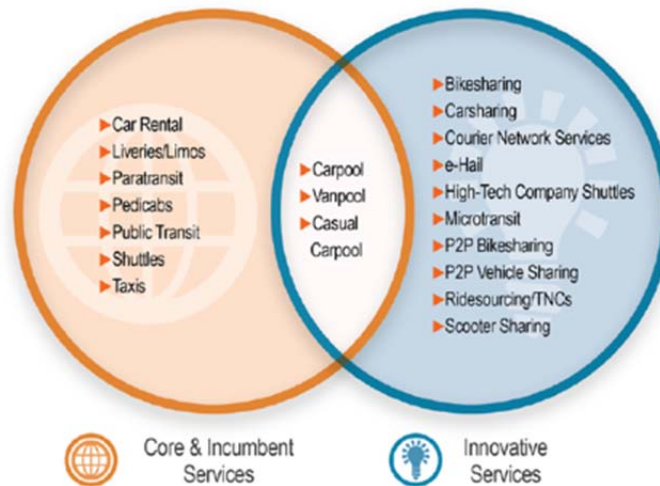 Car Rental
Liveries/Limos
Paratransit
Pedicabs
Public Transit
Shuttles
Taxis
Carpool
Vanpool
Casual
Carpool
Bikesharing
Carsharing
Courier Network Services
e-Hail
High-Tech Company Shuttles
Microtransit
P2P Bikesharing
P2P Vehicle Sharing
Ridesourcing/TNCs
Scooter Sharing
Core & Incumbent
Services
Innovative
Services